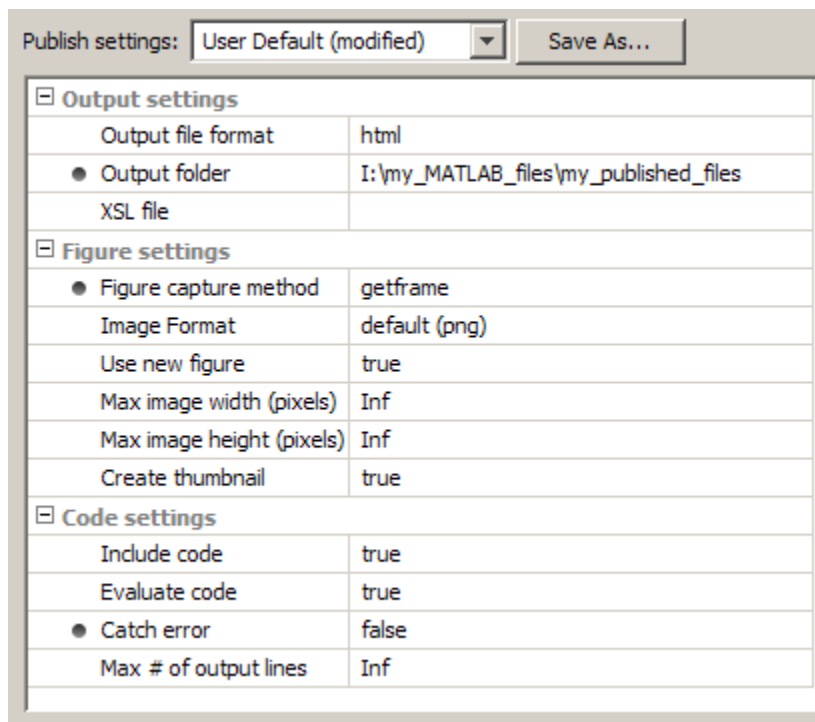 Publish settings: User Default (modified) Save As...
Output settings
Output file format html
Output folder I:\my_MATLAB_files\my_published_files
XSL file
Figure settings
Figure capture method getframe
Image Format default (png)
Use new figure true
Max image width (pixels) Inf
Max image height (pixels) Inf
Create thumbnail true
Code settings
Include code true
Evaluate code true
Catch error false
Max # of output lines Inf